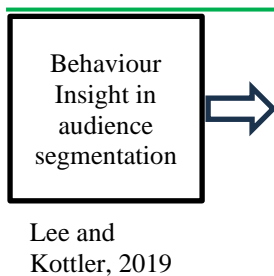 Behaviour
Insight in
audience
segmentation
Lee and
Kottler, 2019